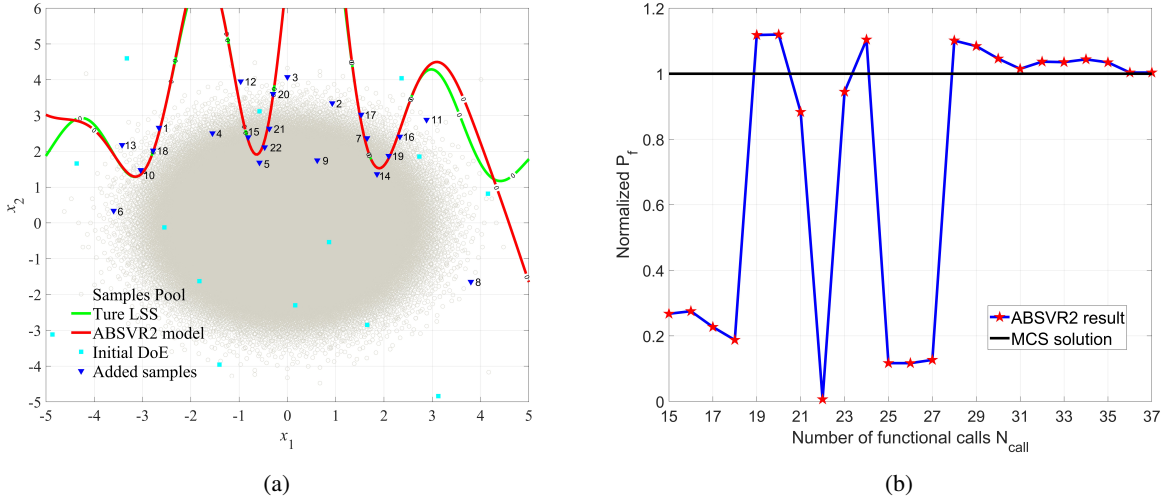 6
5
4
3
2
1
0
-1
-2
-3
-4
-5
x2
-5 -4 -3 -2 -1 0 1 2 3 4 5
x1
1
2
3
4
5
6
7
8
9
10
11
12
13
14
15
17
18
19
20
21
22
Samples Pool
Ture LSS
ABSVR2 model
Initial DoE
Added samples
(a)
1.2
1
0.8
0.6
0.4
0.2
0
Normalized Pf
15 17 19 21 23 25 27 29 31 33 35 37
Number of functional calls Ncall
ABSVR2 result
MCS solution
(b)